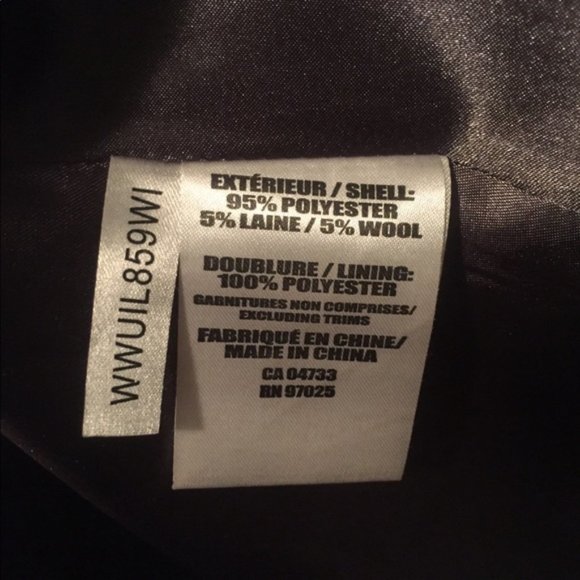 WWUIL859WI
EXTÉRIEUR / SHELL:
95% POLYESTER
5% LAINE / 5% WOOL
DOUBLURE / LINING:
100% POLYESTER
GARNITURES NON COMPRISES/
EXCLUDING TRIMS
FABRIQUÉ EN CHINE/
MADE IN CHINA
CA 04733
RN 97025